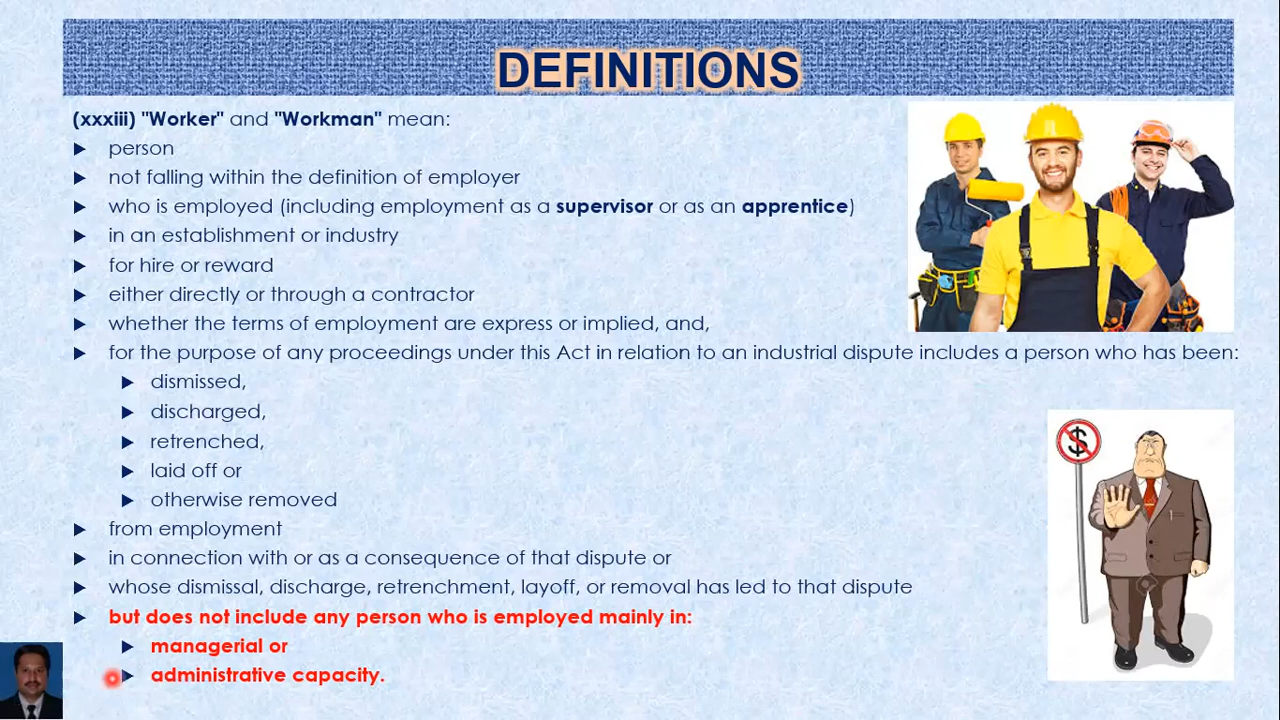 DEFINITIONS
(xxxiii) "Worker" and "Workman" mean:
person
not falling within the definition of employer
who is employed (including employment as a supervisor or as an apprentice)
in an establishment or industry
for hire or reward
either directly or through a contractor
whether the terms of employment are express or implied, and,
for the purpose of any proceedings under this Act in relation to an industrial dispute includes a person who has been:
dismissed,
discharged,
retrenched,
laid off or
otherwise removed
from employment
in connection with or as a consequence of that dispute or
whose dismissal, discharge, retrenchment, layoff, or removal has led to that dispute
but does not include any person who is employed mainly in:
managerial or
administrative capacity.
$